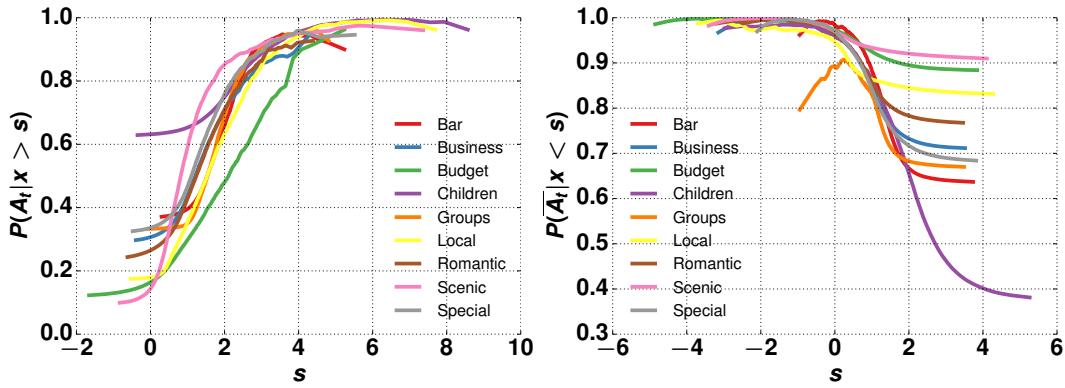 P(A_t|x > s)
1.0
0.8
0.6
0.4
0.2
0.0
Bar
Business
Budget
Children
Groups
Local
Romantic
Scenic
Special
−2 0 2 4 6 8 10
s
P(\overline{A_t}|x < s)
1.0
0.9
0.8
0.7
0.6
0.5
0.4
0.3
Bar
Business
Budget
Children
Groups
Local
Romantic
Scenic
Special
−6 −4 −2 0 2 4 6
s